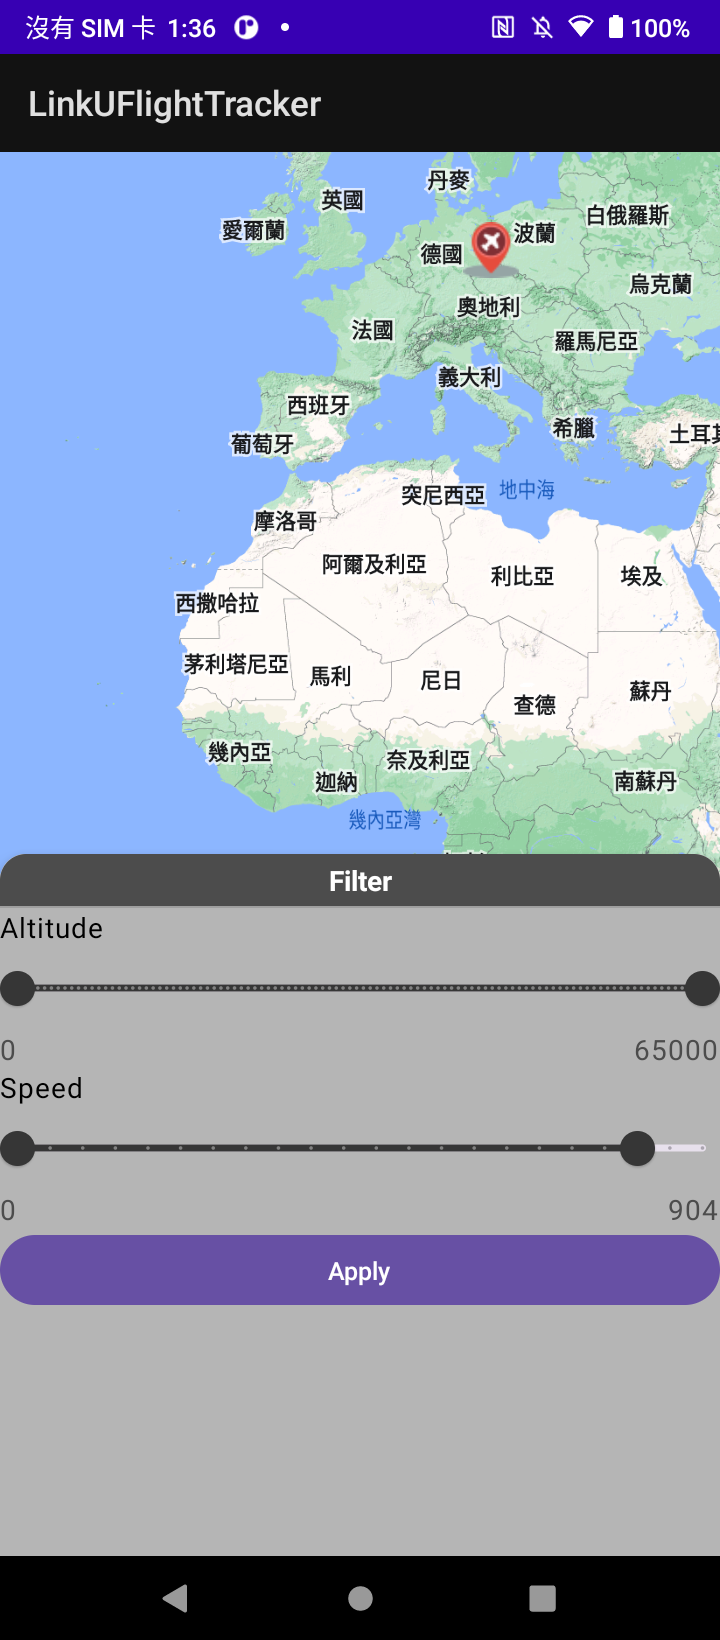 沒有 SIM 卡 1:36 100%
LinkUFlightTracker
丹麥
英國
白俄羅斯
愛爾蘭
波蘭
德國
烏克蘭
奧地利
法國
羅馬尼亞
義大利
西班牙
希臘
土耳其
葡萄牙
地中海
突尼西亞
摩洛哥
阿爾及利亞
利比亞
埃及
西撒哈拉
茅利塔尼亞
馬利
尼日
蘇丹
查德
幾內亞
奈及利亞
迦納
南蘇丹
幾內亞灣
Filter
Altitude
0 65000
Speed
0 904
Apply